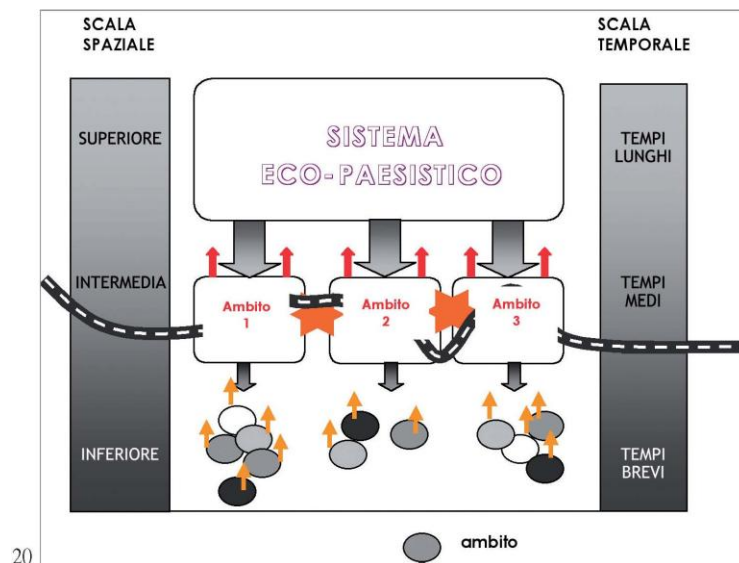 SCALA
SPAZIALE
SCALA
TEMPORALE
SUPERIORE
SISTEMA
ECO-PAESISTICO
TEMPI
LUNGHI
INTERMEDIA
Ambito
1
Ambito
2
Ambito
3
TEMPI
MEDI
INFERIORE
TEMPI
BREVI
ambito
20